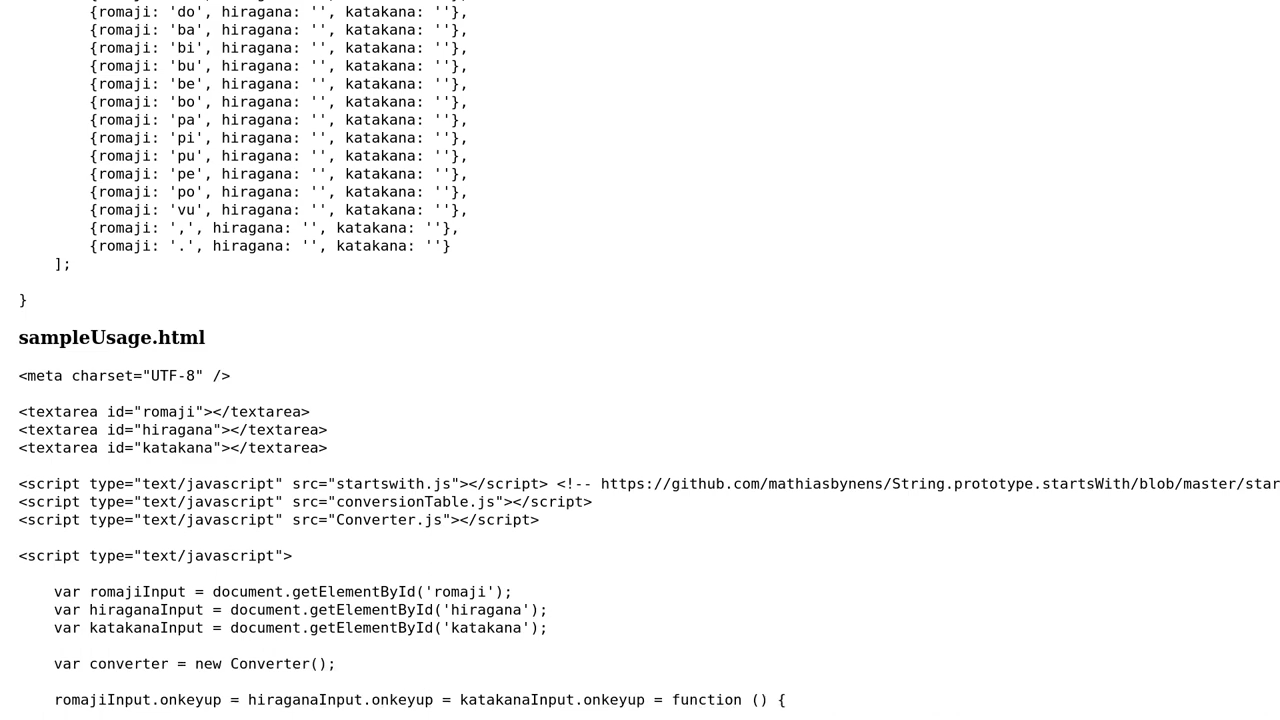 {romaji: 'do', hiragana: '', katakana: ''},
{romaji: 'ba', hiragana: '', katakana: ''},
{romaji: 'bi', hiragana: '', katakana: ''},
{romaji: 'bu', hiragana: '', katakana: ''},
{romaji: 'be', hiragana: '', katakana: ''},
{romaji: 'bo', hiragana: '', katakana: ''},
{romaji: 'pa', hiragana: '', katakana: ''},
{romaji: 'pi', hiragana: '', katakana: ''},
{romaji: 'pu', hiragana: '', katakana: ''},
{romaji: 'pe', hiragana: '', katakana: ''},
{romaji: 'po', hiragana: '', katakana: ''},
{romaji: 'vu', hiragana: '', katakana: ''},
{romaji: ',', hiragana: '', katakana: ''},
{romaji: '.', hiragana: '', katakana: ''}
];
}
sampleUsage.html
<meta charset="UTF-8" />
<textarea id="romaji"></textarea>
<textarea id="hiragana"></textarea>
<textarea id="katakana"></textarea>
<script type="text/javascript" src="startswith.js"></script> <!-- https://github.com/mathiasbynens/String.prototype.startsWith/blob/master/star
<script type="text/javascript" src="conversionTable.js"></script>
<script type="text/javascript" src="Converter.js"></script>
<script type="text/javascript">
var romajiInput = document.getElementById('romaji');
var hiraganaInput = document.getElementById('hiragana');
var katakanaInput = document.getElementById('katakana');
var converter = new Converter();
romajiInput.onkeyup = hiraganaInput.onkeyup = katakanaInput.onkeyup = function () {